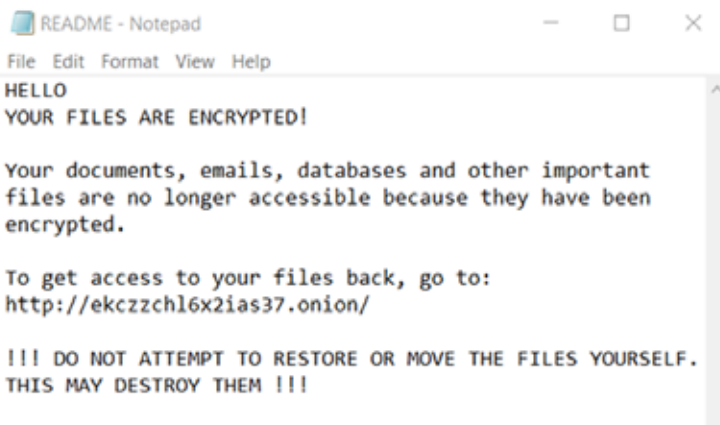 README - Notepad
File Edit Format View Help
HELLO
YOUR FILES ARE ENCRYPTED!
Your documents, emails, databases and other important
files are no longer accessible because they have been
encrypted.
To get access to your files back, go to:
http://ekczzchl6x2ias37.onion/
!!! DO NOT ATTEMPT TO RESTORE OR MOVE THE FILES YOURSELF.
THIS MAY DESTROY THEM !!!